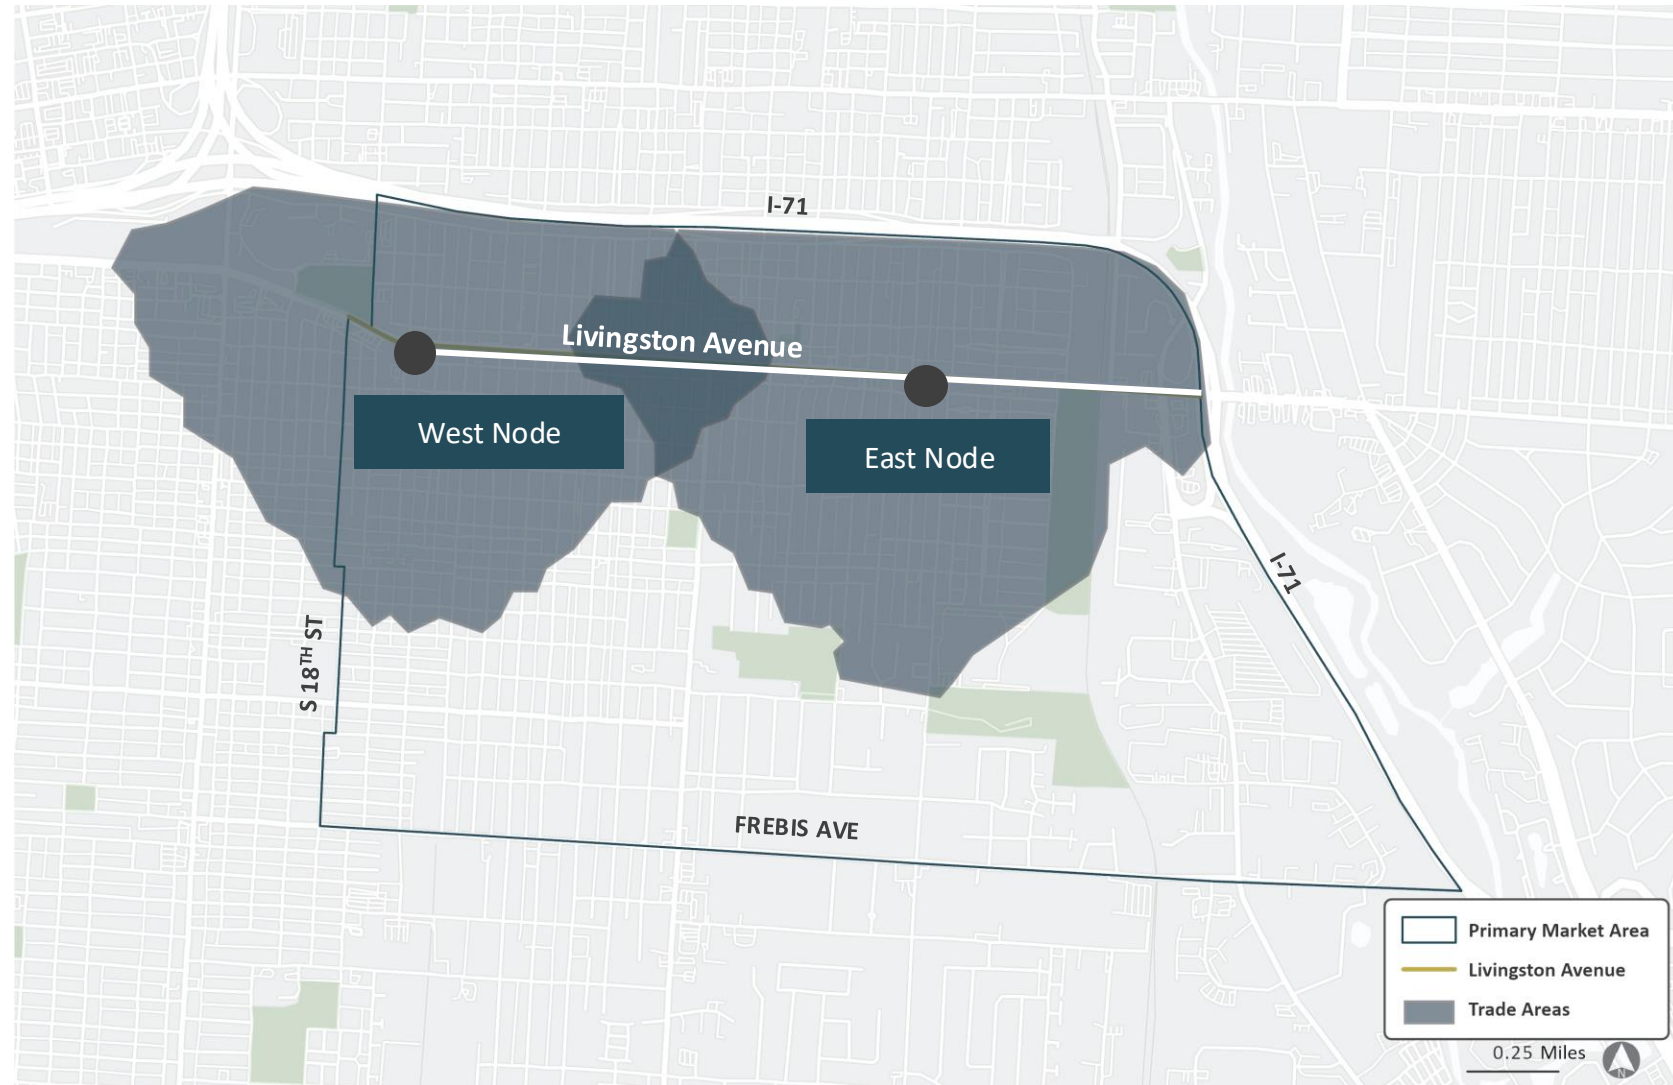 I-71
Livingston Avenue
West Node
East Node
I-71
S 18TH ST
FREBIS AVE
Primary Market Area
Livingston Avenue
Trade Areas
0.25 Miles
N